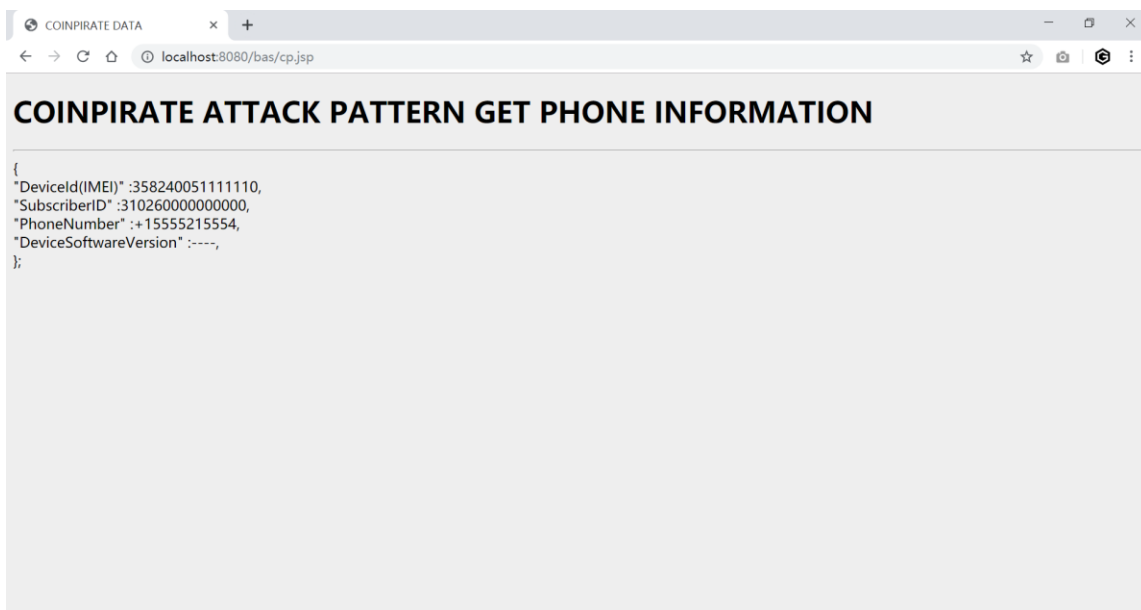 COINPIRATE DATA
localhost:8080/bas/cp.jsp
COINPIRATE ATTACK PATTERN GET PHONE INFORMATION
{
"DeviceId(IMEI)" :358240051111110,
"SubscriberID" :310260000000000,
"PhoneNumber" :+15555215554,
"DeviceSoftwareVersion" :----,
};